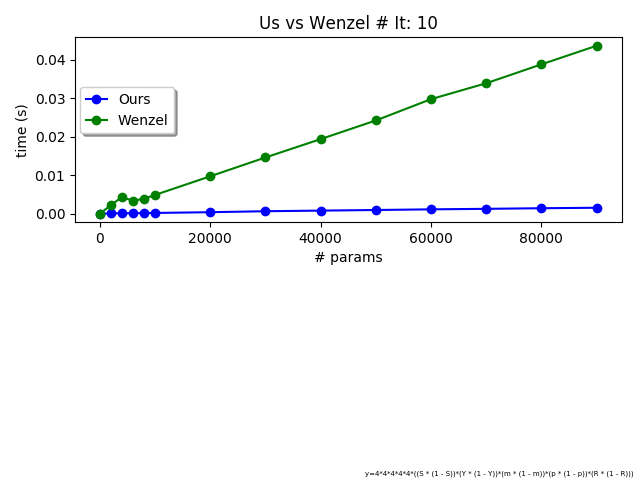 Us vs Wenzel # It: 10
0.04
0.03
0.02
0.01
0.00
time (s)
Ours
Wenzel
0 20000 40000 60000 80000
# params
y=4*4*4*4*4*((S * (1 - S))*(Y * (1 - Y))*(m * (1 - m))*(p * (1 - p))*(R * (1 - R)))